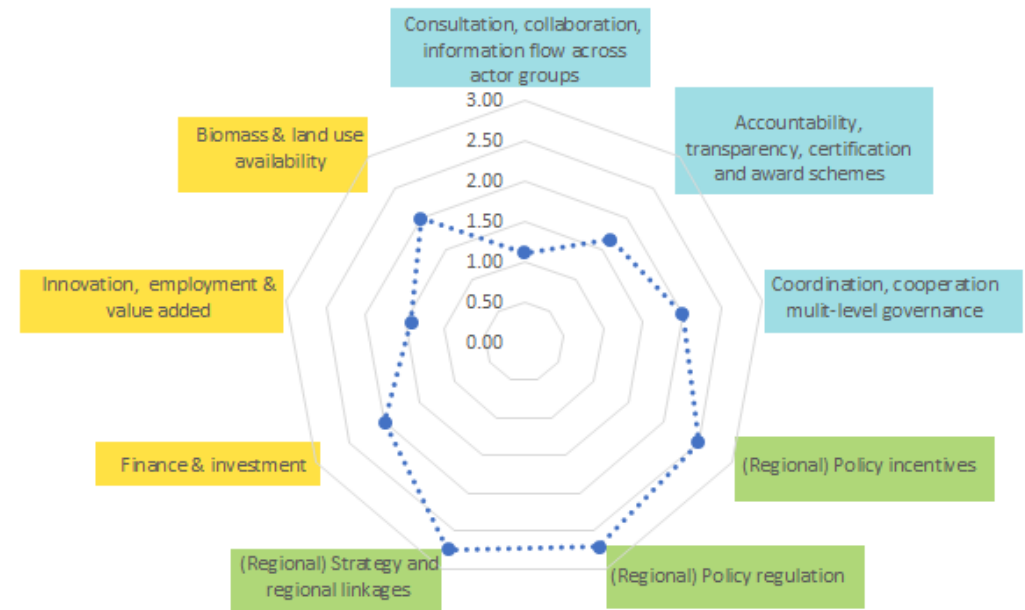 Consultation, collaboration,
information flow across
actor groups
3.00
2.50
2.00
1.50
1.00
0.50
0.00
Accountability,
transparency, certification
and award schemes
Coordination, cooperation
mulit-level governance
(Regional) Policy incentives
(Regional) Policy regulation
(Regional) Strategy and
regional linkages
Finance & investment
Innovation, employment &
value added
Biomass & land use
availability